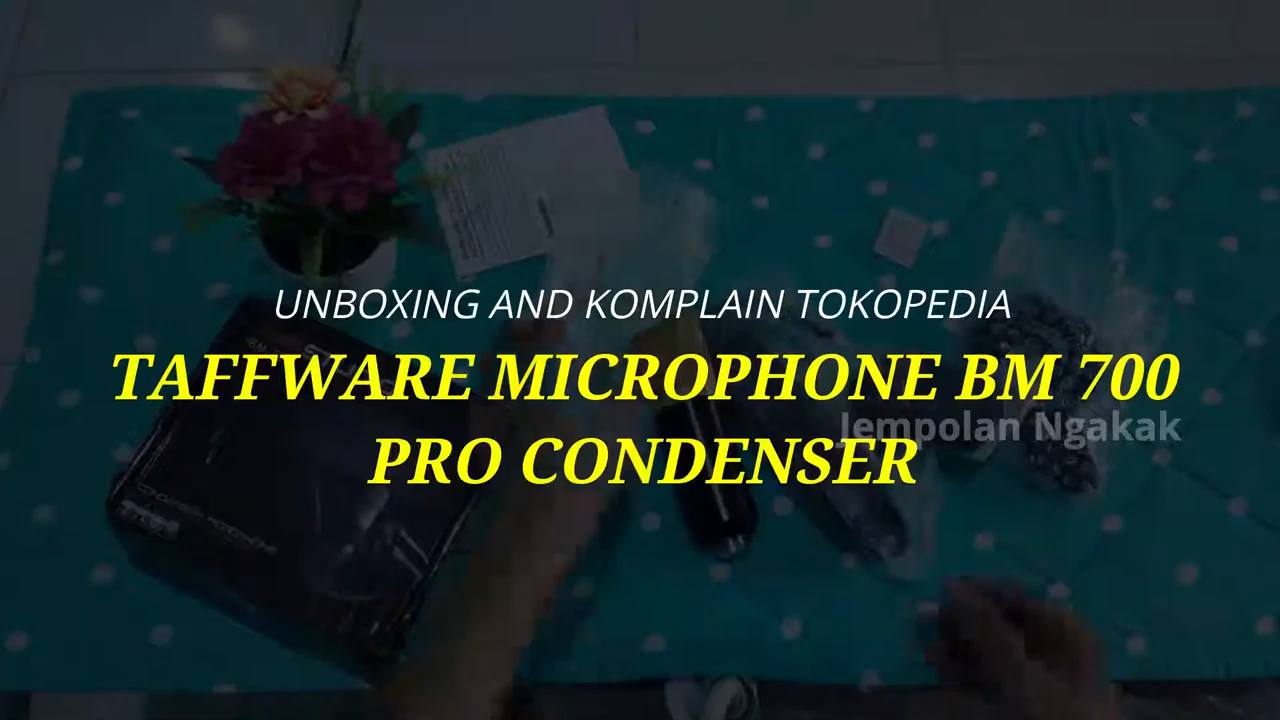 UNBOXING AND KOMPLAIN TOKOPEDIA
TAFFWARE MICROPHONE BM 700
Jempolan Ngakak
PRO CONDENSER